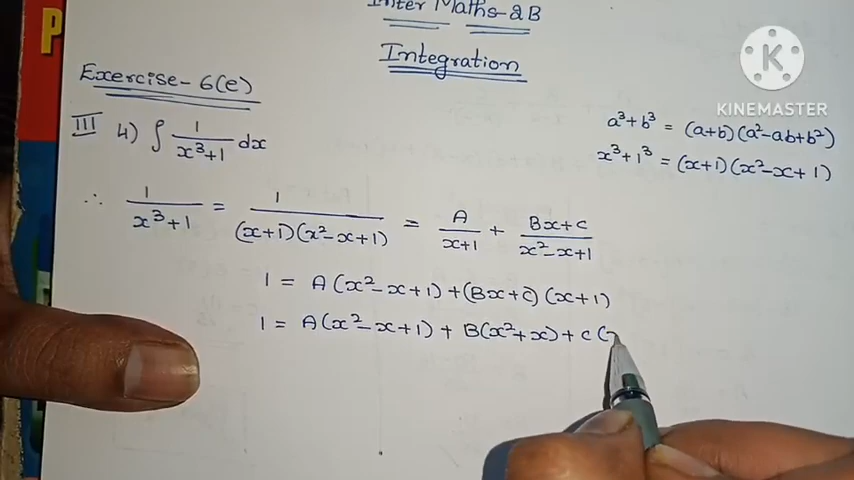 Inter Maths-2B
Integration
Exercise-6(e)
III 4) ∫ 1/(x³+1) dx
a³+b³ = (a+b)(a²-ab+b²)
x³+1³ = (x+1)(x²-x+1)
∴ 1/(x³+1) = 1/((x+1)(x²-x+1)) = A/(x+1) + (Bx+C)/(x²-x+1)
1 = A(x²-x+1)+(Bx+C)(x+1)
1 = A(x²-x+1)+B(x²+x)+C(
KINEMASTER